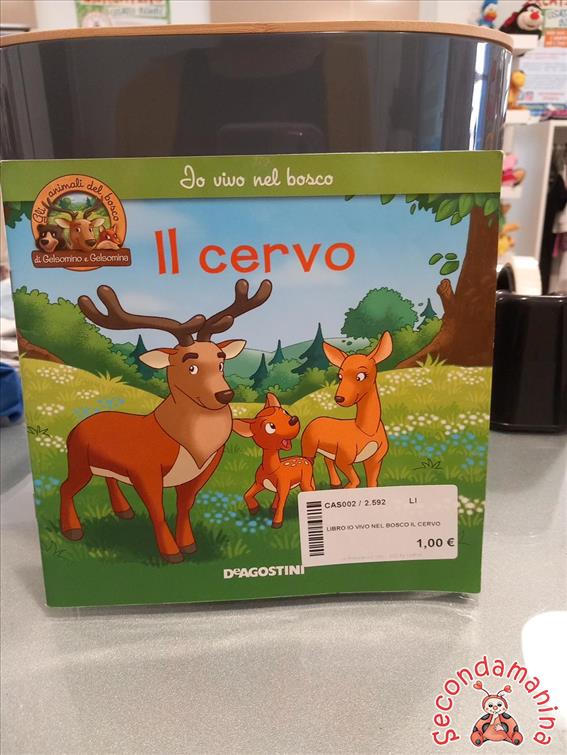 Io vivo nel bosco
Gli animali del bosco
di Gelsomino e Gelsomina
Il cervo
CAS002 / 2.592 LI
LIBRO IO VIVO NEL BOSCO IL CERVO
1,00 €
DEAGOSTINI
Secondamanina